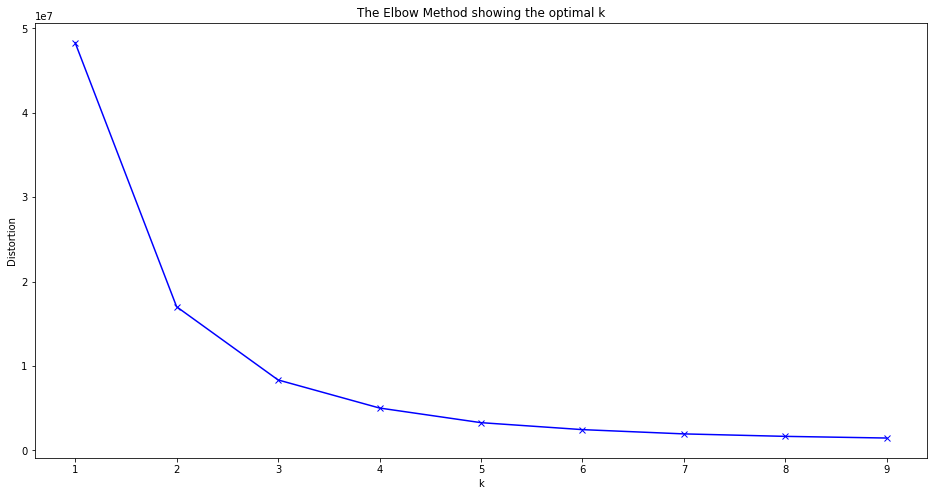 The Elbow Method showing the optimal k
1e7
5
4
3
2
1
0
Distortion
1 2 3 4 5 6 7 8 9
k